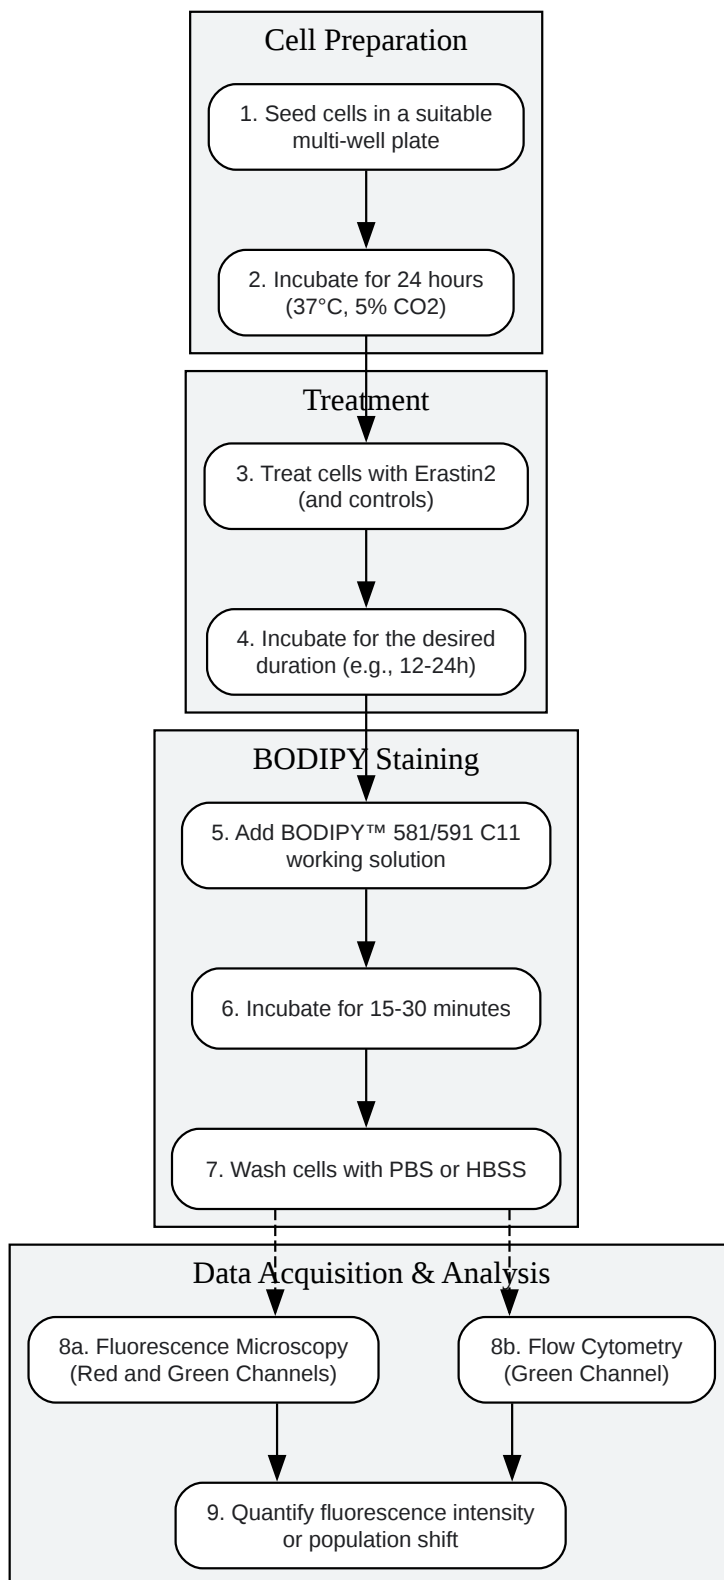 Cell Preparation
1. Seed cells in a suitable
multi-well plate
2. Incubate for 24 hours
(37°C, 5% CO2)
Treatment
3. Treat cells with Erastin2
(and controls)
4. Incubate for the desired
duration (e.g., 12-24h)
BODIPY Staining
5. Add BODIPY™ 581/591 C11
working solution
6. Incubate for 15-30 minutes
7. Wash cells with PBS or HBSS
Data Acquisition & Analysis
8a. Fluorescence Microscopy
(Red and Green Channels)
8b. Flow Cytometry
(Green Channel)
9. Quantify fluorescence intensity
or population shift